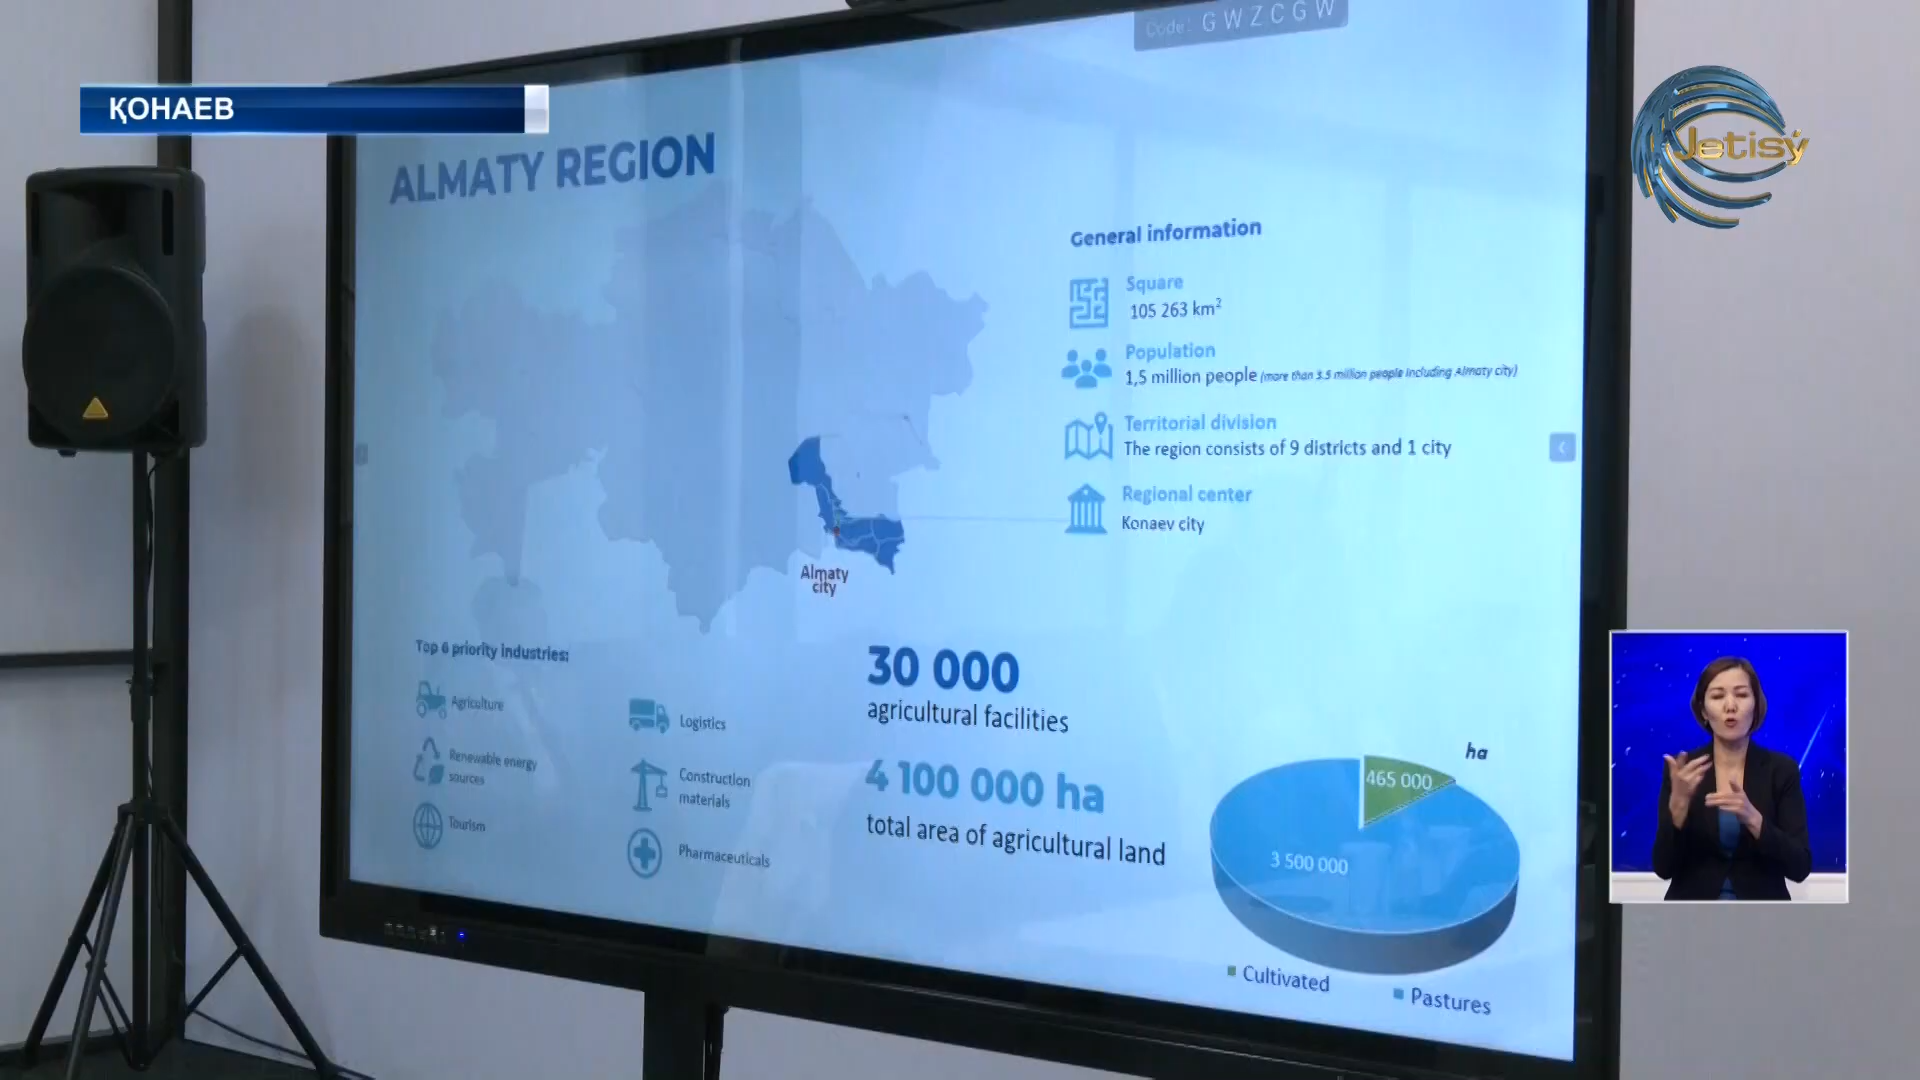 Code: GWZCGW
ҚОНАЕВ
Jetisý
ALMATY REGION
General information
Square
105 263 km²
Population
1,5 million people (more than 3.5 million people including Almaty city)
Territorial division
The region consists of 9 districts and 1 city
Regional center
Konaev city
Almaty
city
Top 6 priority industries:
Agriculture
Renewable energy
sources
Tourism
Logistics
Construction
materials
Pharmaceuticals
30 000
agricultural facilities
4 100 000 ha
total area of agricultural land
ha
465 000
3 500 000
Cultivated
Pastures